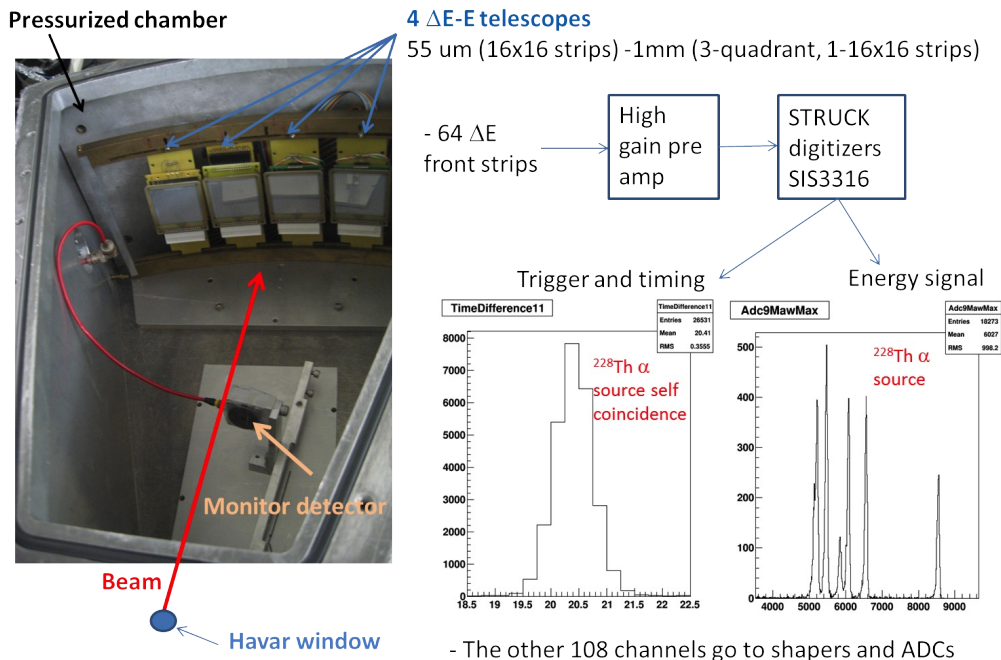 Pressurized chamber
4 ΔE-E telescopes
55 um (16x16 strips) -1mm (3-quadrant, 1-16x16 strips)
- 64 ΔE
front strips
High
gain pre
amp
STRUCK
digitizers
SIS3316
Trigger and timing
Energy signal
TimeDifference11
TimeDifference11
Entries 26531
Mean 20.41
RMS 0.3555
8000
7000
6000
5000
4000
3000
2000
1000
0
18.5 19 19.5 20 20.5 21 21.5 22 22.5
²²⁸Th α
source self
coincidence
Adc9MawMax
Adc9MawMax
Entries 18273
Mean 6027
RMS 998.2
500
400
300
200
100
0
4000 5000 6000 7000 8000 9000
²²⁸Th α
source
Monitor detector
Beam
Havar window
- The other 108 channels go to shapers and ADCs